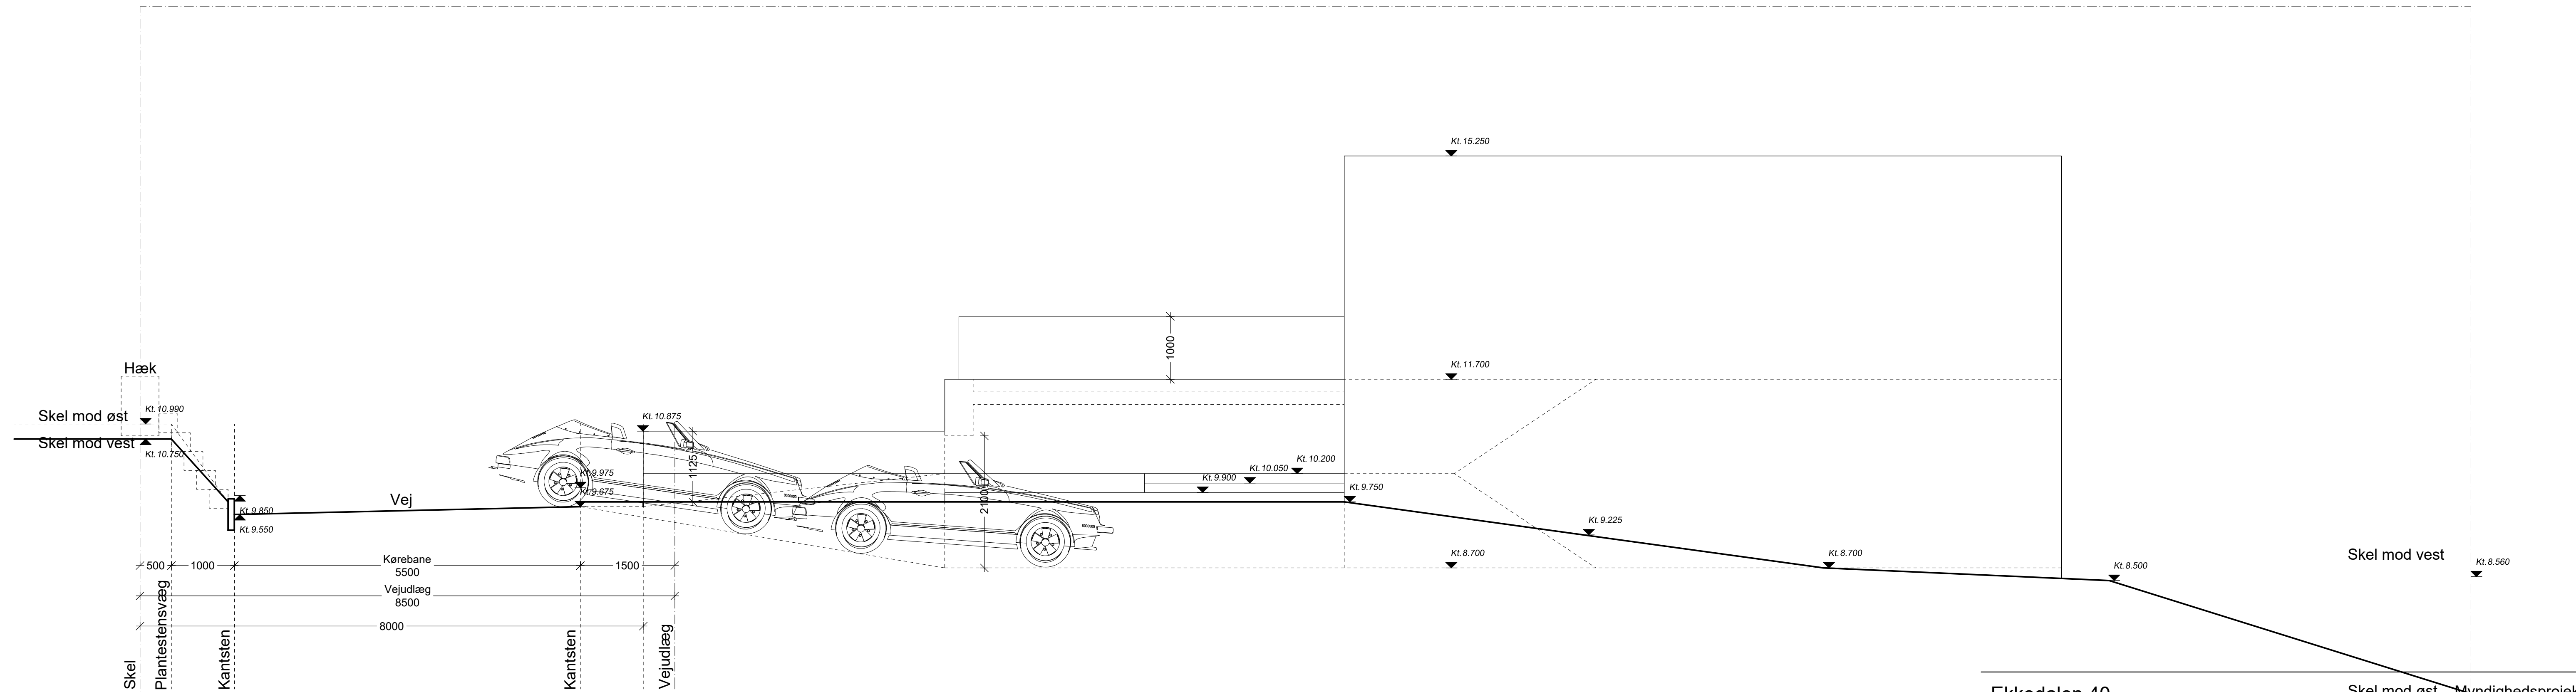 Kt. 15.250
1000
Hæk
Kt. 11.700
Skel mod øst
Kt. 10.990
Kt. 10.875
Skel mod vest
Kt. 10.750
1125
Kt. 10.200
Kt. 10.050
Kt. 9.900
Kt. 9.975
Kt. 9.675
2100
Kt. 9.750
Vej
Kt. 9.850
Kt. 9.550
Kt. 9.225
Kt. 8.700
Kt. 8.700
Kt. 8.500
Skel mod vest
Kt. 8.560
500
1000
Kørebane
5500
1500
Vejudlæg
8500
8000
Skel
Plantestensvæg
Kantsten
Kantsten
Vejudlæg
Ekkodalen 40
Skel mod øst
Myndighedsprojek